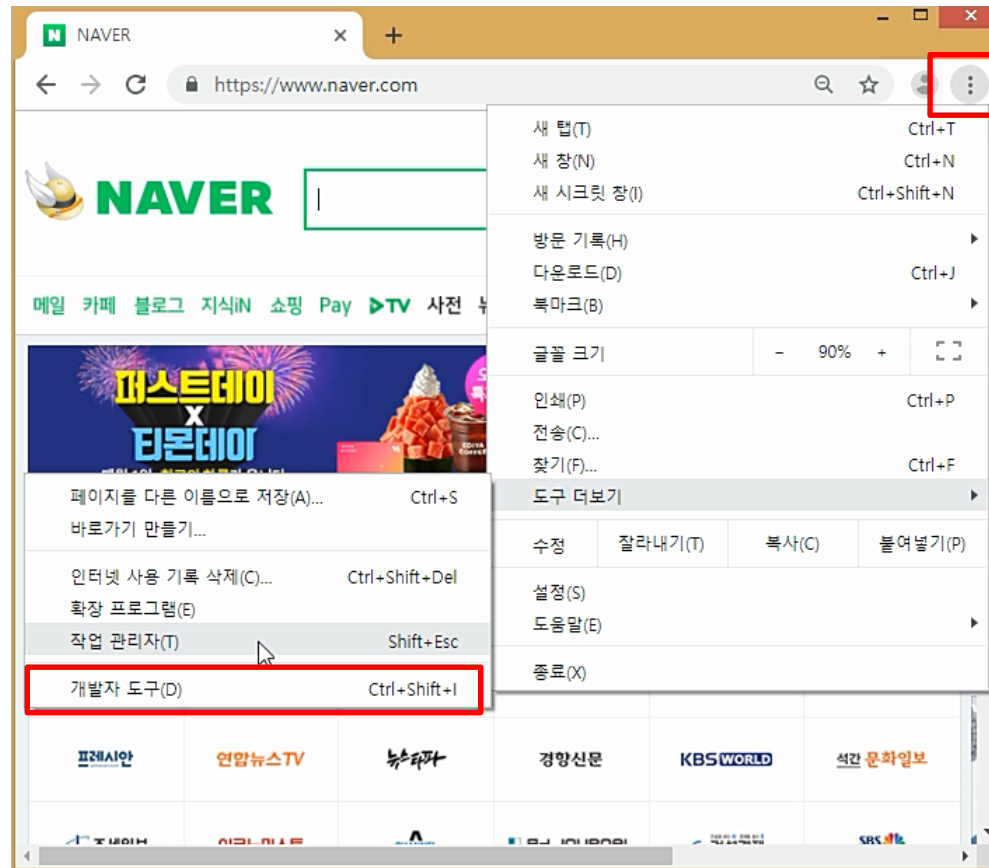 NAVER
https://www.naver.com
새 탭(T) Ctrl+T
새 창(N) Ctrl+N
새 시크릿 창(I) Ctrl+Shift+N
방문 기록(H)
다운로드(D) Ctrl+J
북마크(B)
글꼴 크기 - 90% +
인쇄(P) Ctrl+P
전송(C)...
찾기(F)... Ctrl+F
도구 더보기
수정 잘라내기(T) 복사(C) 붙여넣기(P)
설정(S)
도움말(E)
종료(X)
NAVER
메일 카페 블로그 지식iN 쇼핑 Pay TV 사전
퍼스트데이
X
티몬데이
EDIYA
COFFEE
페이지를 다른 이름으로 저장(A)... Ctrl+S
바로가기 만들기...
인터넷 사용 기록 삭제(C)... Ctrl+Shift+Del
확장 프로그램(E)
작업 관리자(T) Shift+Esc
개발자 도구(D) Ctrl+Shift+I
프레시안 연합뉴스TV 뉴스타파 경향신문 KBS WORLD 석간 문화일보
조세일보 SBS